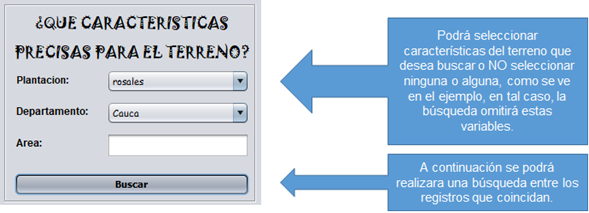 ¿QUE CARACTERISTICAS
PRECISAS PARA EL TERRENO?
Plantacion:
rosales
Departamento:
Cauca
Area:
Buscar
Podrá seleccionar
características del terreno que
desea buscar o NO seleccionar
ninguna o alguna, como se ve
en el ejemplo, en tal caso, la
búsqueda omitirá estas
variables.
A continuación se podrá
realizara una búsqueda entre los
registros que coincidan.